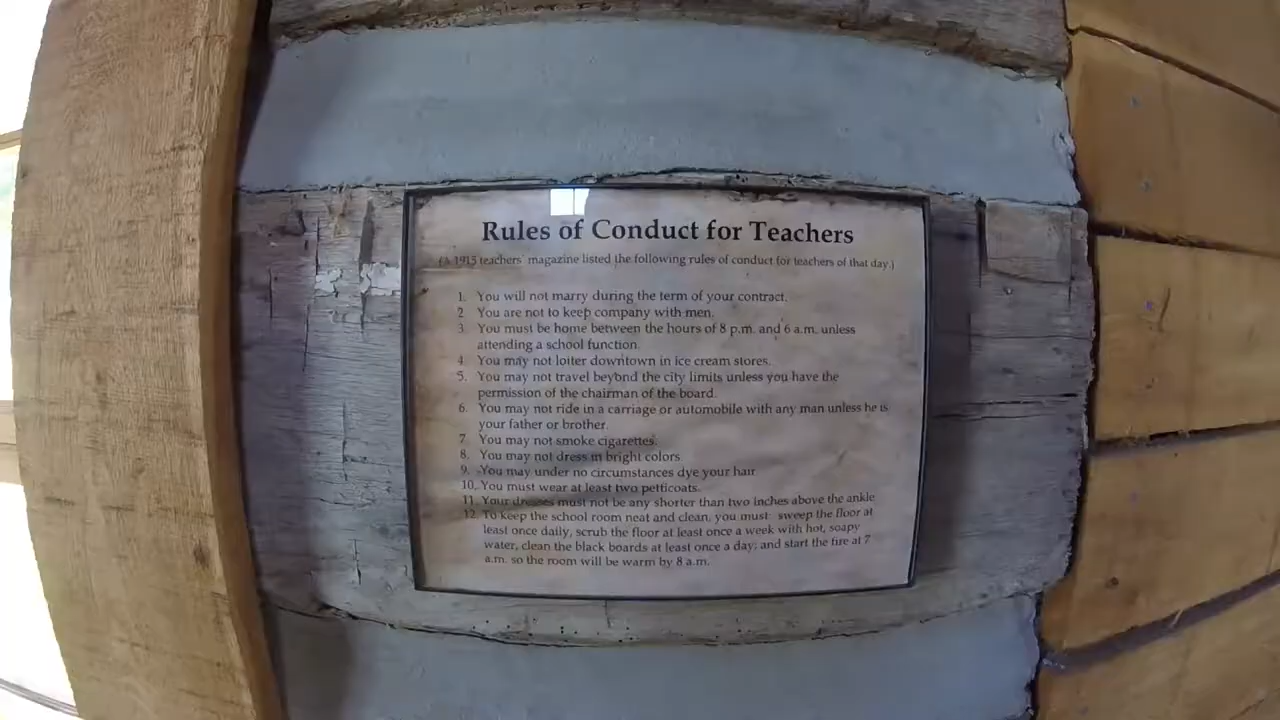 Rules of Conduct for Teachers
(A 1915 teachers' magazine listed the following rules of conduct for teachers of that day.)
1. You will not marry during the term of your contract.
2. You are not to keep company with men.
3. You must be home between the hours of 8 p.m. and 6 a.m. unless
attending a school function.
4. You may not loiter downtown in ice cream stores.
5. You may not travel beyond the city limits unless you have the
permission of the chairman of the board.
6. You may not ride in a carriage or automobile with any man unless he is
your father or brother.
7. You may not smoke cigarettes.
8. You may not dress in bright colors.
9. You may under no circumstances dye your hair
10. You must wear at least two petticoats.
11. Your dresses must not be any shorter than two inches above the ankle
12. To keep the school room neat and clean, you must: sweep the floor at
least once daily, scrub the floor at least once a week with hot, soapy
water, clean the black boards at least once a day; and start the fire at 7
a.m. so the room will be warm by 8 a.m.